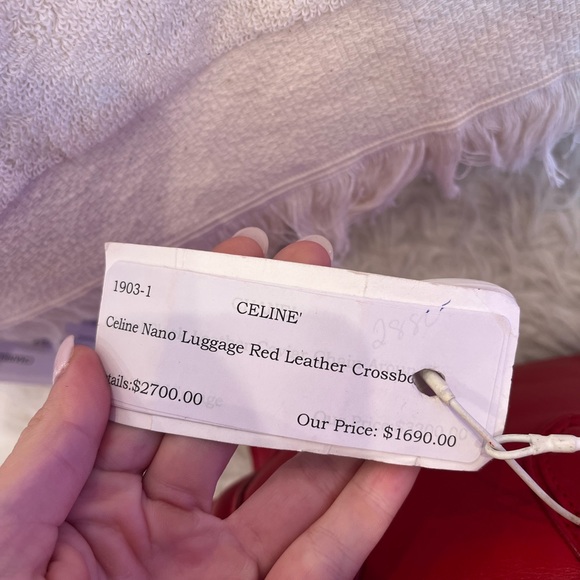 1903-1
CELINE'
Celine Nano Luggage Red Leather Crossbo
tails:$2700.00
Our Price: $1690.00